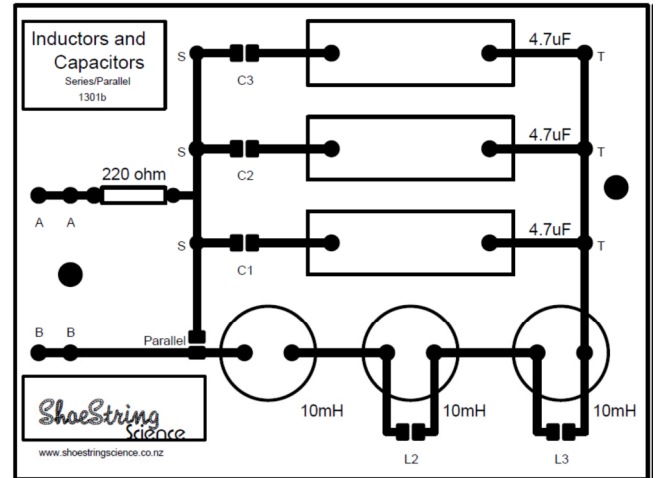 Inductors and
Capacitors
Series/Parallel
1301b
S
C3
4.7uF
T
S
C2
4.7uF
T
220 ohm
A A
S
C1
4.7uF
T
B B
Parallel
10mH
10mH
10mH
L2
L3
ShoeString
Science
www.shoestringscience.co.nz